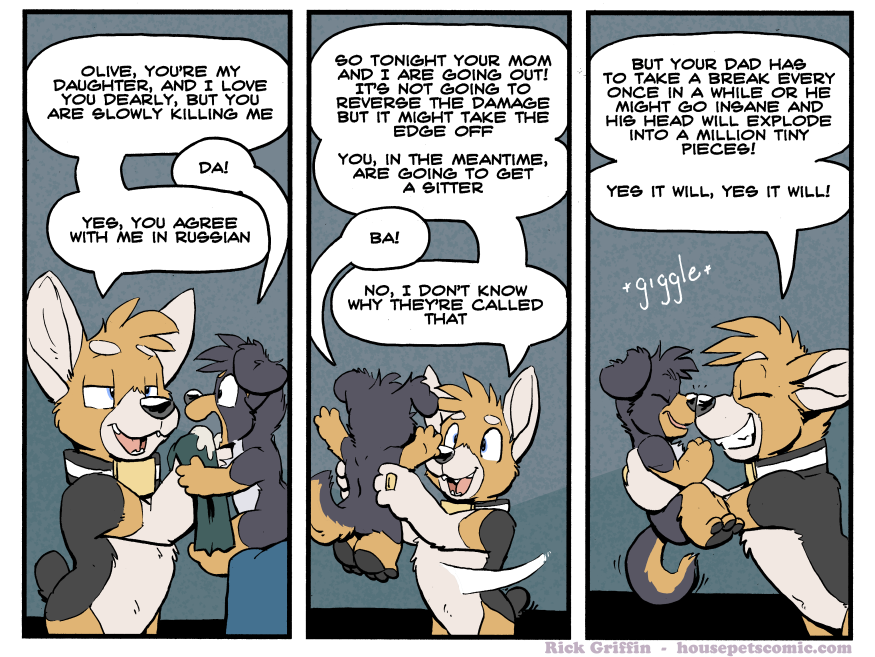 OLIVE, YOU'RE MY
DAUGHTER, AND I LOVE
YOU DEARLY, BUT YOU
ARE SLOWLY KILLING ME
DA!
YES, YOU AGREE
WITH ME IN RUSSIAN
SO TONIGHT YOUR MOM
AND I ARE GOING OUT!
IT'S NOT GOING TO
REVERSE THE DAMAGE
BUT IT MIGHT TAKE THE
EDGE OFF
YOU, IN THE MEANTIME,
ARE GOING TO GET
A SITTER
BA!
NO, I DON'T KNOW
WHY THEY'RE CALLED
THAT
BUT YOUR DAD HAS
TO TAKE A BREAK EVERY
ONCE IN A WHILE OR HE
MIGHT GO INSANE AND
HIS HEAD WILL EXPLODE
INTO A MILLION TINY
PIECES!
YES IT WILL, YES IT WILL!
*giggle*
Rick Griffin - housepetscomic.com